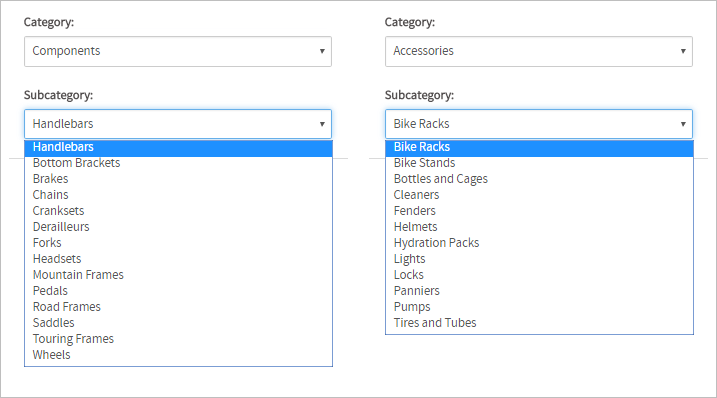 Category:
Components
Subcategory:
Handlebars
Handlebars
Bottom Brackets
Brakes
Chains
Cranksets
Derailleurs
Forks
Headsets
Mountain Frames
Pedals
Road Frames
Saddles
Touring Frames
Wheels
Category:
Accessories
Subcategory:
Bike Racks
Bike Racks
Bike Stands
Bottles and Cages
Cleaners
Fenders
Helmets
Hydration Packs
Lights
Locks
Panniers
Pumps
Tires and Tubes